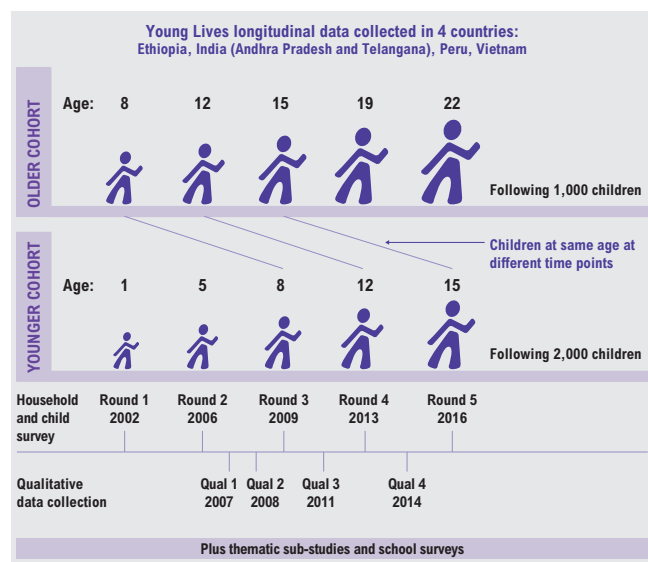 Young Lives longitudinal data collected in 4 countries:
Ethiopia, India (Andhra Pradesh and Telangana), Peru, Vietnam
OLDER COHORT
Age: 8 12 15 19 22
Following 1,000 children
Children at same age at
different time points
YOUNGER COHORT
Age: 1 5 8 12 15
Following 2,000 children
Household
and child
survey
Round 1
2002
Round 2
2006
Round 3
2009
Round 4
2013
Round 5
2016
Qualitative
data collection
Qual 1
2007
Qual 2
2008
Qual 3
2011
Qual 4
2014
Plus thematic sub-studies and school surveys